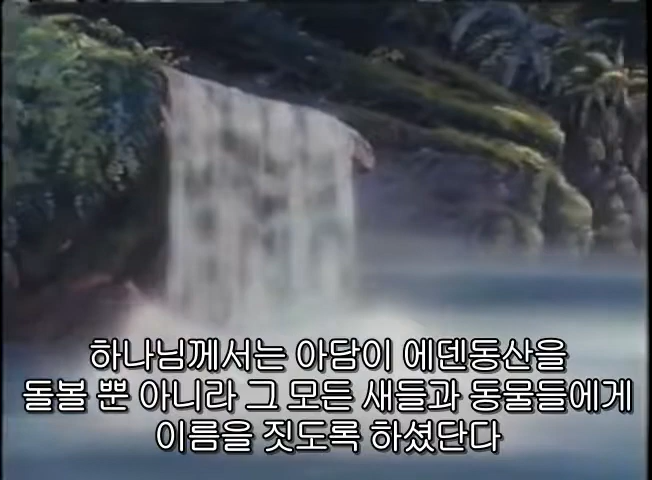 하나님께서는 아담이 에덴동산을
돌볼 뿐 아니라 그 모든 새들과 동물들에게
이름을 짓도록 하셨단다